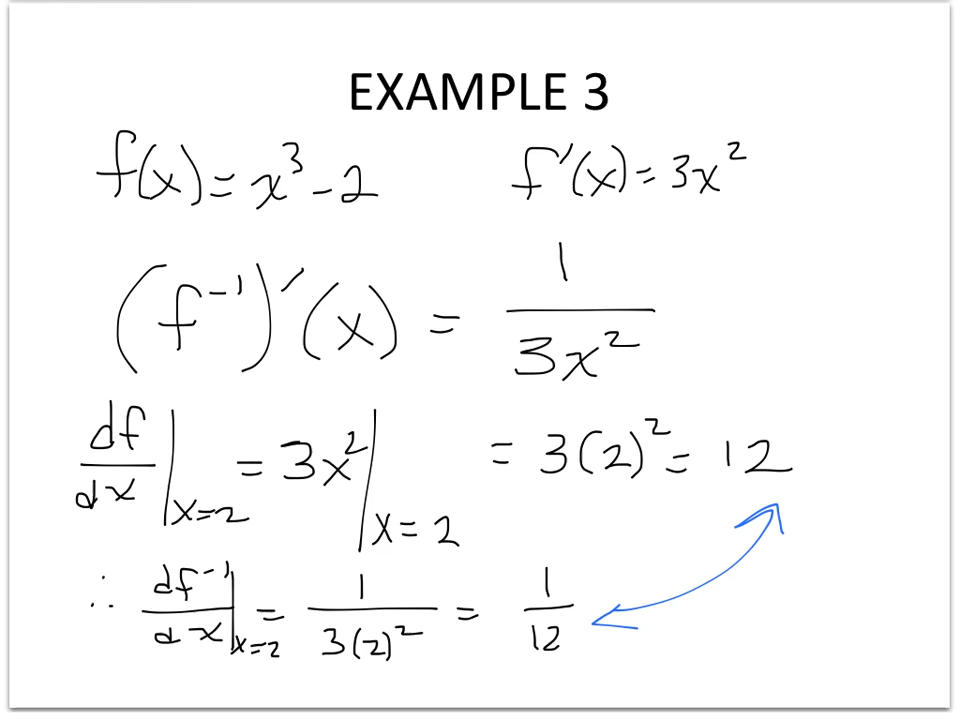 EXAMPLE 3
f(x) = x³ - 2 f'(x) = 3x²
(f⁻¹)'(x) = 1/3x²
df/dx |x=2 = 3x² |x=2 = 3(2)² = 12
∴ df⁻¹/dx |x=2 = 1/3(2)² = 1/12